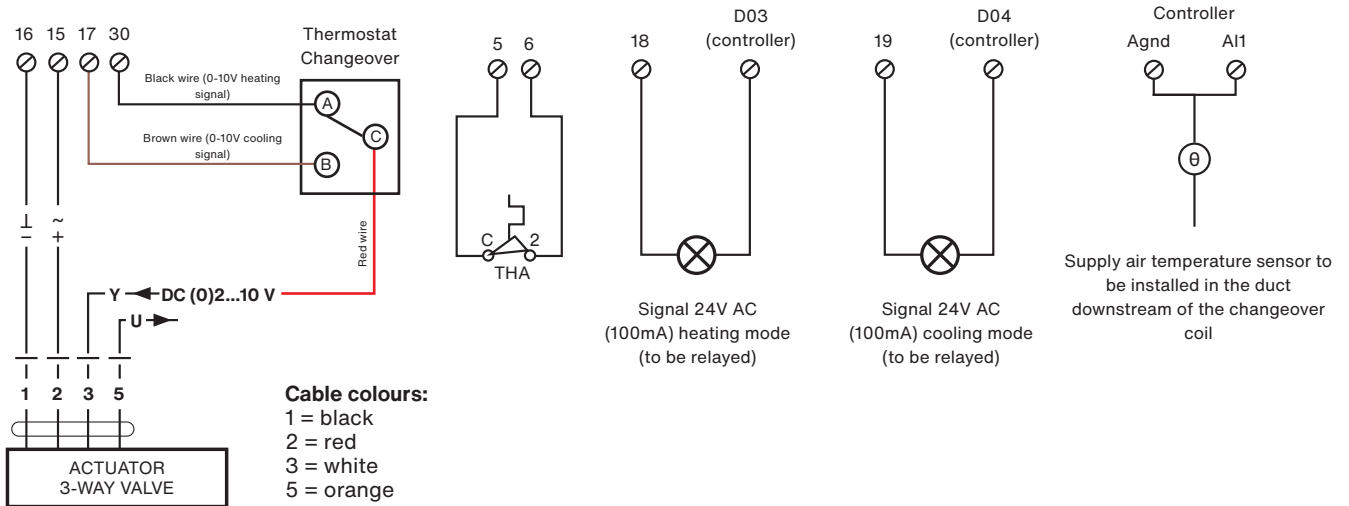 16 15 17 30
Thermostat
Changeover
Black wire (0-10V heating
signal)
Brown wire (0-10V cooling
signal)
A
C
B
Red wire
⊥ ~
− +
Y DC (0)2...10 V
U
1 2 3 5
ACTUATOR
3-WAY VALVE
Cable colours:
1 = black
2 = red
3 = white
5 = orange
5 6
C 2
THA
D03
18 (controller)
Signal 24V AC
(100mA) heating mode
(to be relayed)
D04
19 (controller)
Signal 24V AC
(100mA) cooling mode
(to be relayed)
Controller
Agnd AI1
θ
Supply air temperature sensor to
be installed in the duct
downstream of the changeover
coil